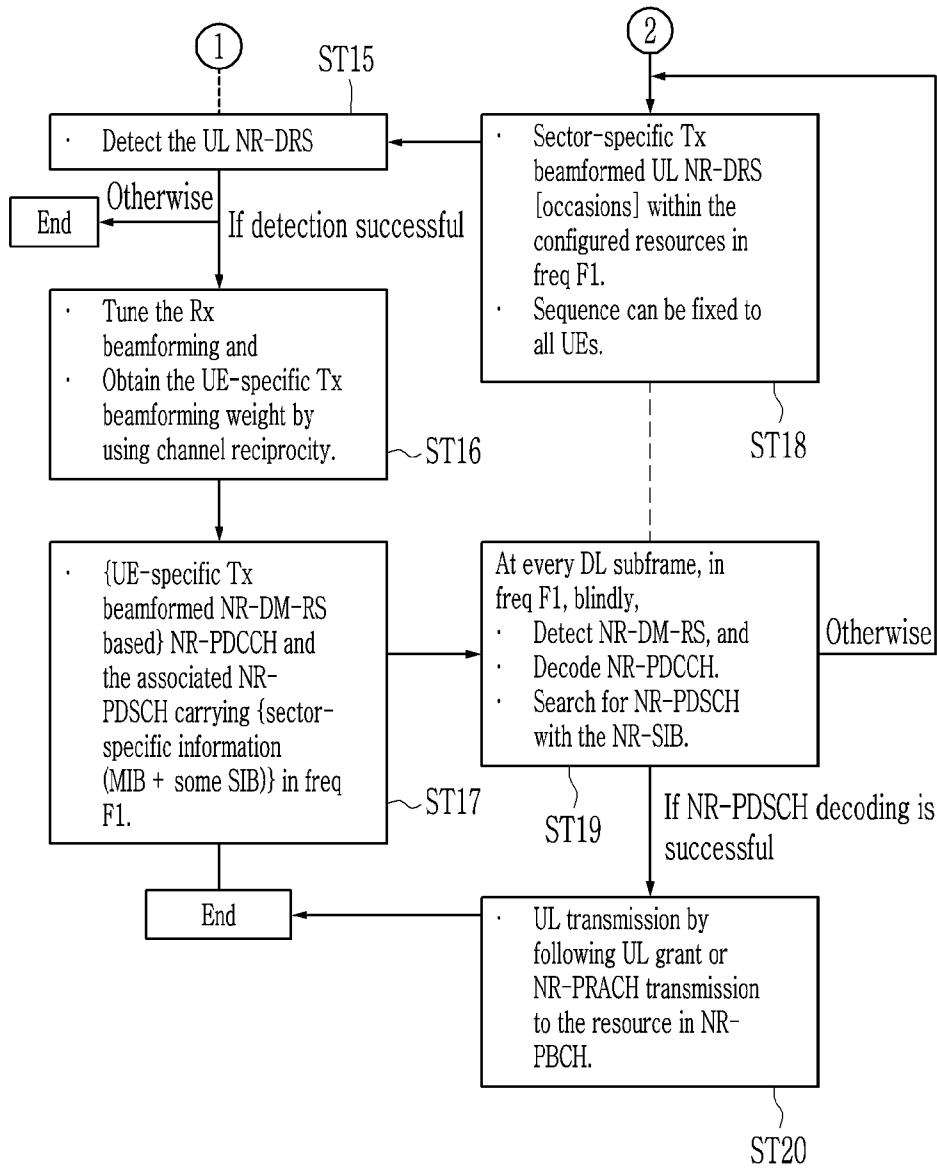 1
ST15
· Detect the UL NR-DRS
Otherwise
End
If detection successful
· Tune the Rx
beamforming and
· Obtain the UE-specific Tx
beamforming weight by
using channel reciprocity.
ST16
· {UE-specific Tx
beamformed NR-DM-RS
based} NR-PDCCH and
the associated NR-
PDSCH carrying {sector-
specific information
(MIB + some SIB)} in freq
F1.
ST17
End
2
· Sector-specific Tx
beamformed UL NR-DRS
[occasions] within the
configured resources in
freq F1.
· Sequence can be fixed to
all UEs.
ST18
At every DL subframe, in
freq F1, blindly,
· Detect NR-DM-RS, and
· Decode NR-PDCCH.
· Search for NR-PDSCH
with the NR-SIB.
Otherwise
ST19
If NR-PDSCH decoding is
successful
· UL transmission by
following UL grant or
NR-PRACH transmission
to the resource in NR-
PBCH.
ST20